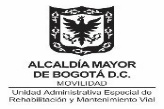 ALCALDÍA MAYOR
DE BOGOTÁ D.C.
MOVILIDAD
Unidad Administrativa Especial de
Rehabilitación y Mantenimiento Vial